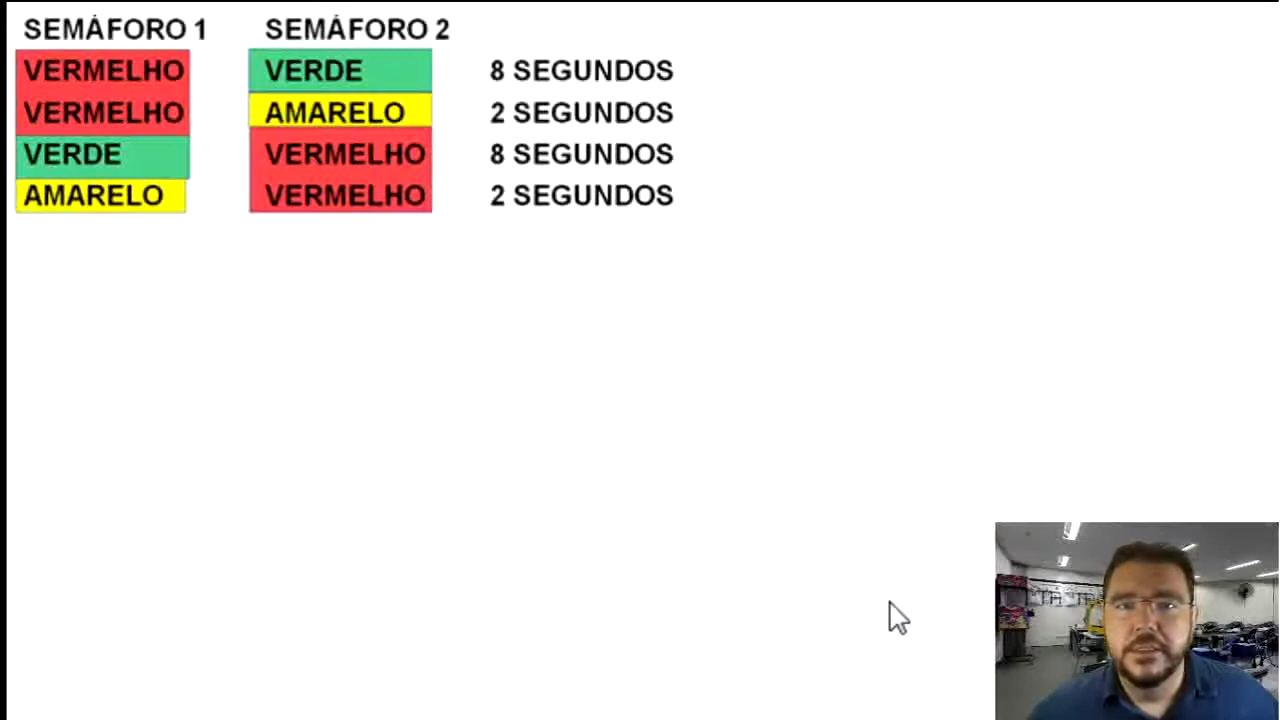 SEMÁFORO 1 SEMÁFORO 2
VERMELHO VERDE 8 SEGUNDOS
VERMELHO AMARELO 2 SEGUNDOS
VERDE VERMELHO 8 SEGUNDOS
AMARELO VERMELHO 2 SEGUNDOS